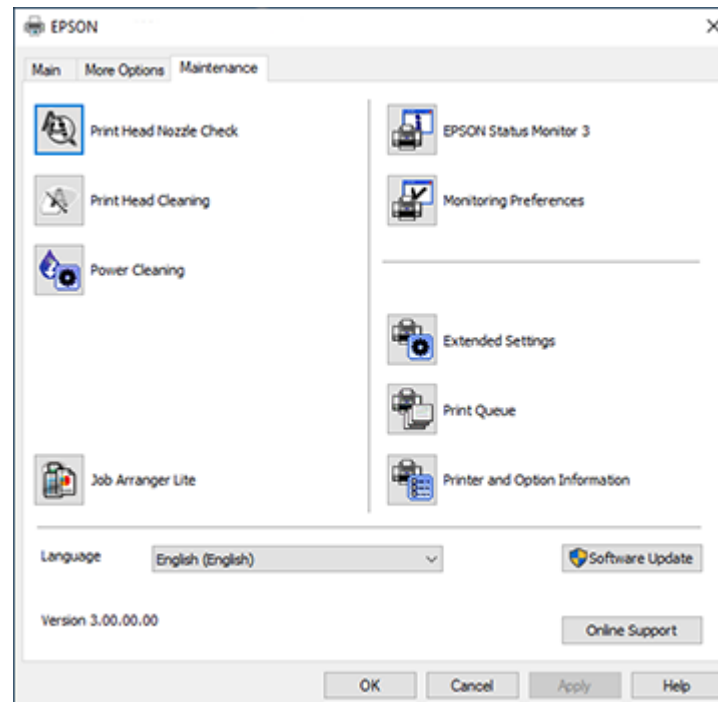 EPSON
Main More Options Maintenance
Print Head Nozzle Check
Print Head Cleaning
Power Cleaning
Job Arranger Lite
EPSON Status Monitor 3
Monitoring Preferences
Extended Settings
Print Queue
Printer and Option Information
Language English (English) Software Update
Version 3.00.00.00
Online Support
OK Cancel Apply Help